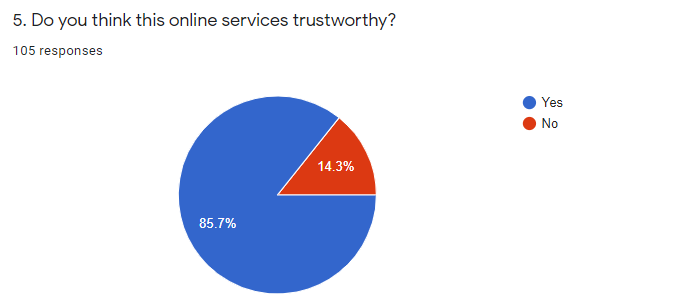 5. Do you think this online services trustworthy?
105 responses
Yes
No
14.3%
85.7%